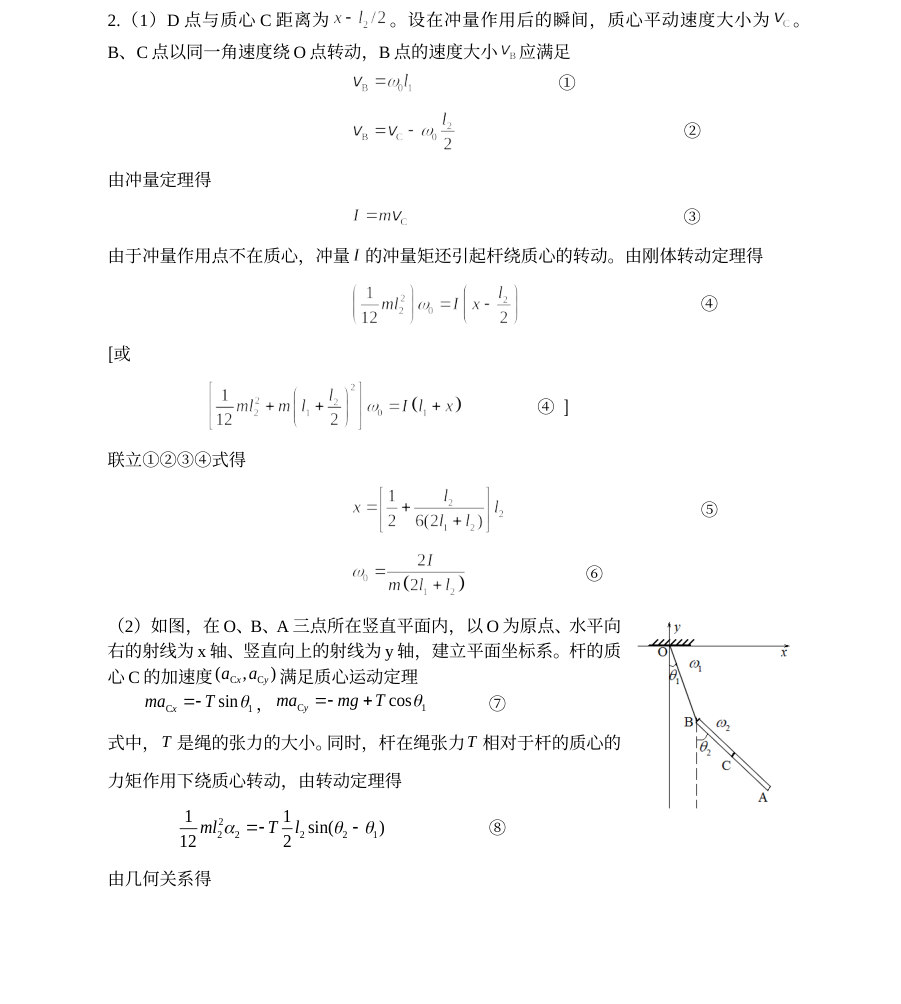 2.（1）D 点与质心 C 距离为 x - l₂/2 。设在冲量作用后的瞬间，质心平动速度大小为 v_C 。
B、C 点以同一角速度绕 O 点转动，B 点的速度大小 v_B 应满足
v_B = ω₀l₁ ①
v_B = v_C - ω₀ l₂/2 ②
由冲量定理得
I = mv_C ③
由于冲量作用点不在质心，冲量 I 的冲量矩还引起杆绕质心的转动。由刚体转动定理得
(1/12 ml₂²)ω₀ = I(x - l₂/2) ④
[或
[1/12 ml₂² + m(l₁ + l₂/2)²]ω₀ = I(l₁ + x) ④ ]
联立①②③④式得
x = [1/2 + l₂/(6(2l₁ + l₂))]l₂ ⑤
ω₀ = 2I/(m(2l₁ + l₂)) ⑥
（2）如图，在 O、B、A 三点所在竖直平面内，以 O 为原点、水平向
右的射线为 x 轴、竖直向上的射线为 y 轴，建立平面坐标系。杆的质
心 C 的加速度 (a_Cx, a_Cy) 满足质心运动定理
ma_Cx = -T sin θ₁ ，ma_Cy = -mg + T cos θ₁ ⑦
式中，T 是绳的张力的大小。同时，杆在绳张力 T 相对于杆的质心的
力矩作用下绕质心转动，由转动定理得
1/12 ml₂²α₂ = -T 1/2 l₂ sin(θ₂ - θ₁) ⑧
由几何关系得
y
O
x
ω₁
θ₁
B
ω₂
θ₂
C
A